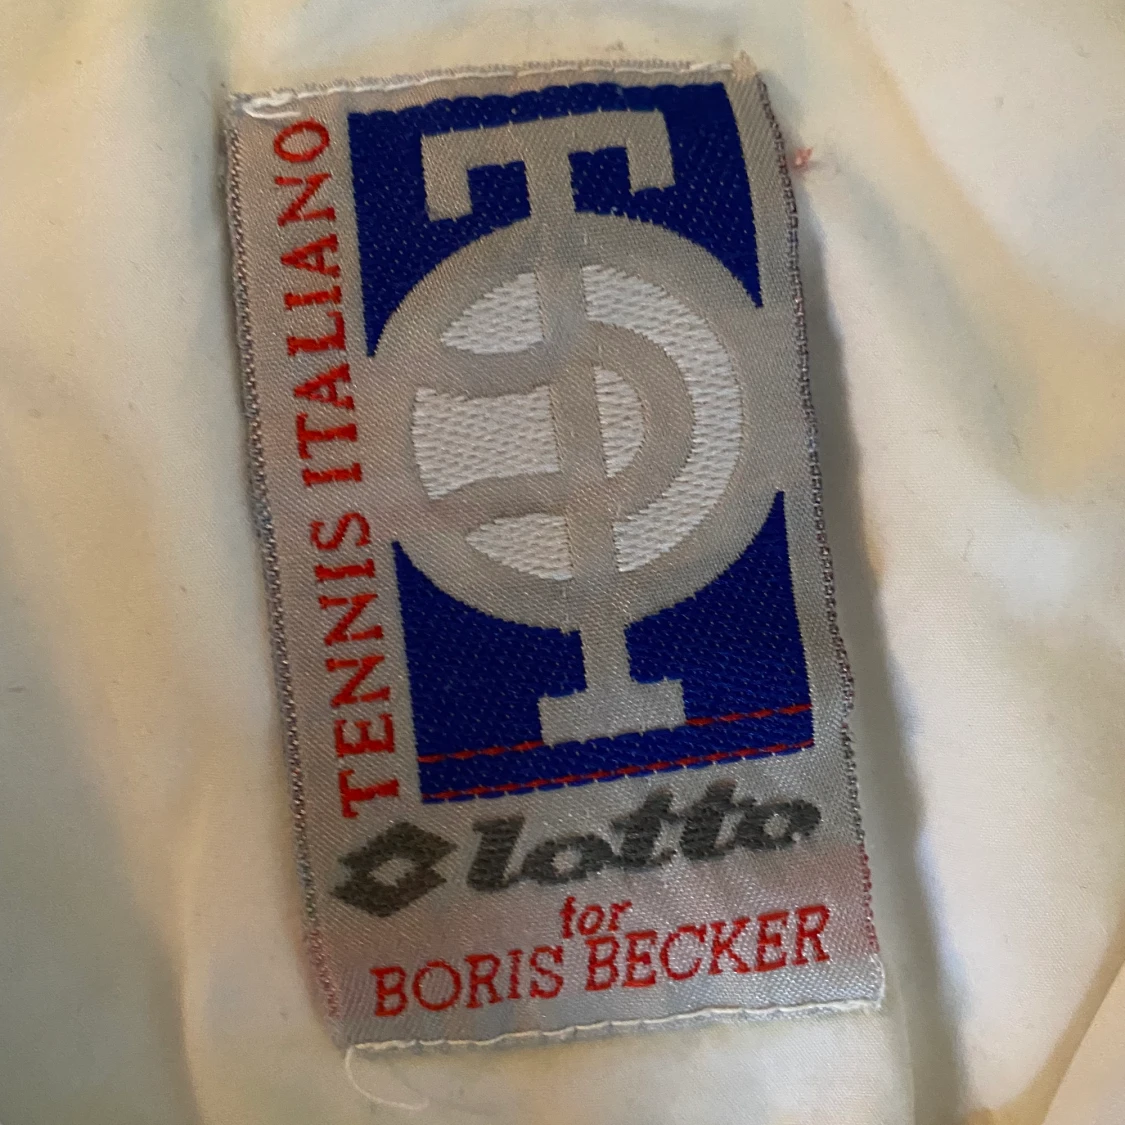 TENNIS ITALIANO
lotto
for
BORIS BECKER